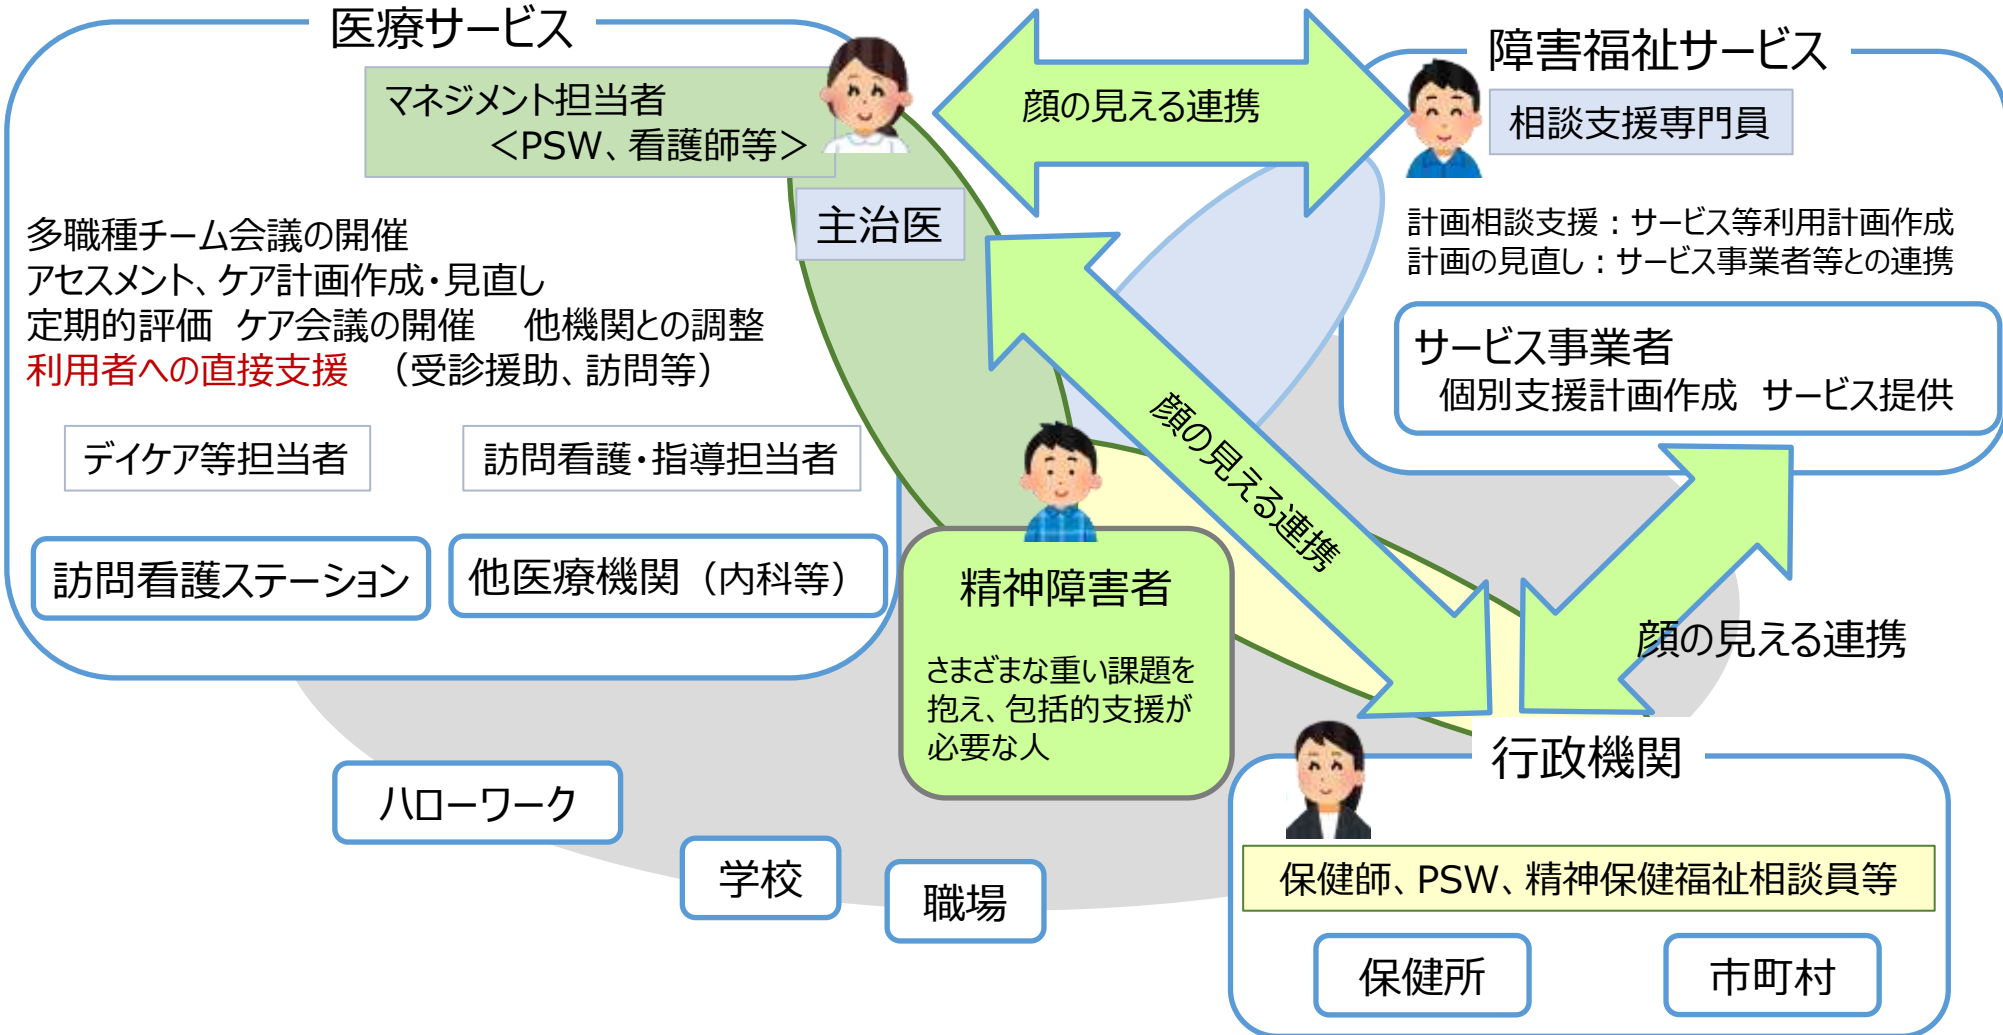 医療サービス
マネジメント担当者
<PSW、看護師等>
主治医
多職種チーム会議の開催
アセスメント、ケア計画作成・見直し
定期的評価 ケア会議の開催 他機関との調整
利用者への直接支援 (受診援助、訪問等)
デイケア等担当者
訪問看護・指導担当者
訪問看護ステーション
他医療機関(内科等)
顔の見える連携
障害福祉サービス
相談支援専門員
計画相談支援:サービス等利用計画作成
計画の見直し:サービス事業者等との連携
サービス事業者
個別支援計画作成 サービス提供
顔の見える連携
顔の見える連携
精神障害者
さまざまな重い課題を
抱え、包括的支援が
必要な人
行政機関
保健師、PSW、精神保健福祉相談員等
保健所
市町村
ハローワーク
学校
職場